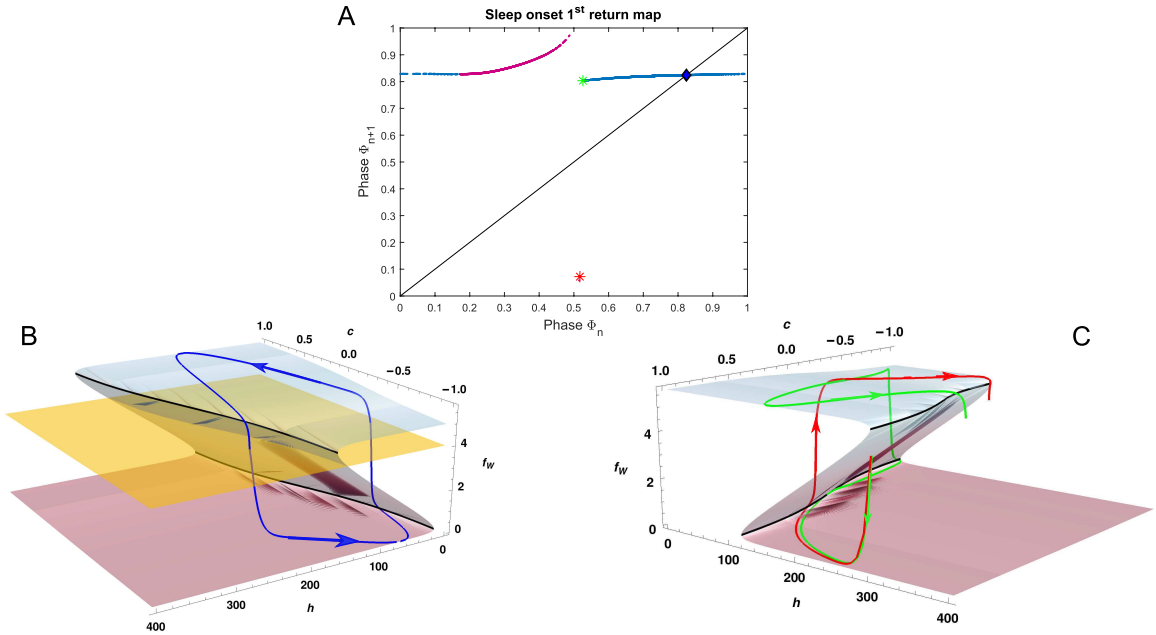 A
Sleep onset 1st return map
Phase Φn+1
1
0.9
0.8
0.7
0.6
0.5
0.4
0.3
0.2
0.1
0
0 0.1 0.2 0.3 0.4 0.5 0.6 0.7 0.8 0.9 1
Phase Φn
B
1.0 0.5 0.0 −0.5 −1.0
c
4
2
0
fW
400 300 200 100 0
h
C
1.0 0.5 0.0 −0.5 −1.0
c
4
2
0
fW
0 100 200 300 400
h